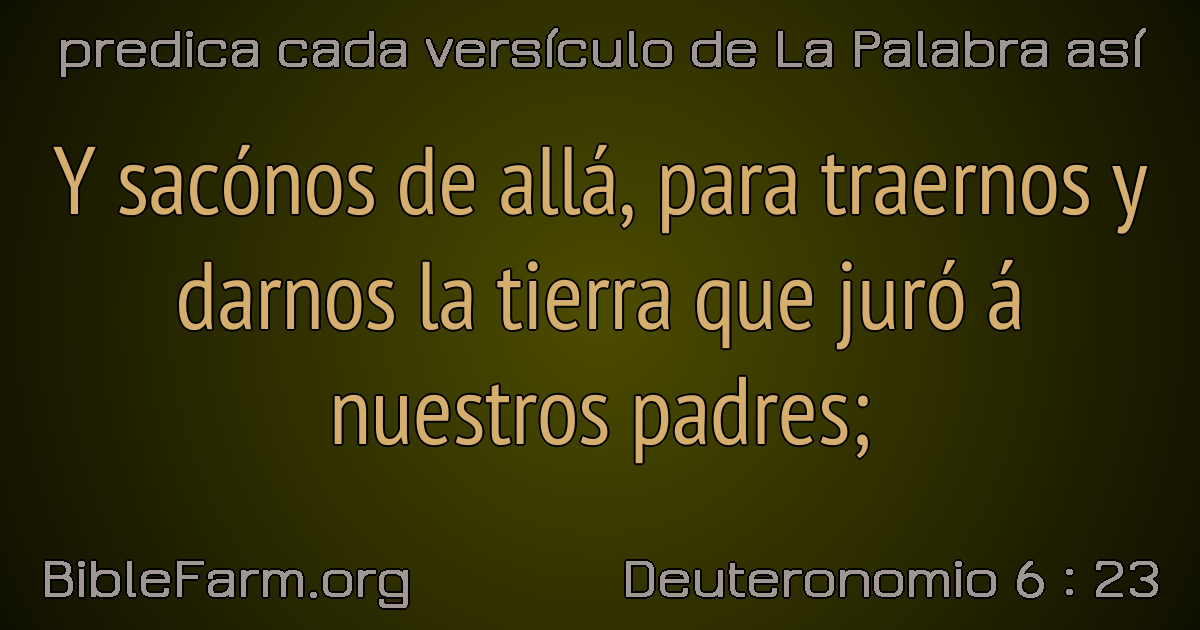 predica cada versículo de La Palabra así
Y sacónos de allá, para traernos y
darnos la tierra que juró á
nuestros padres;
BibleFarm.org
Deuteronomio 6 : 23